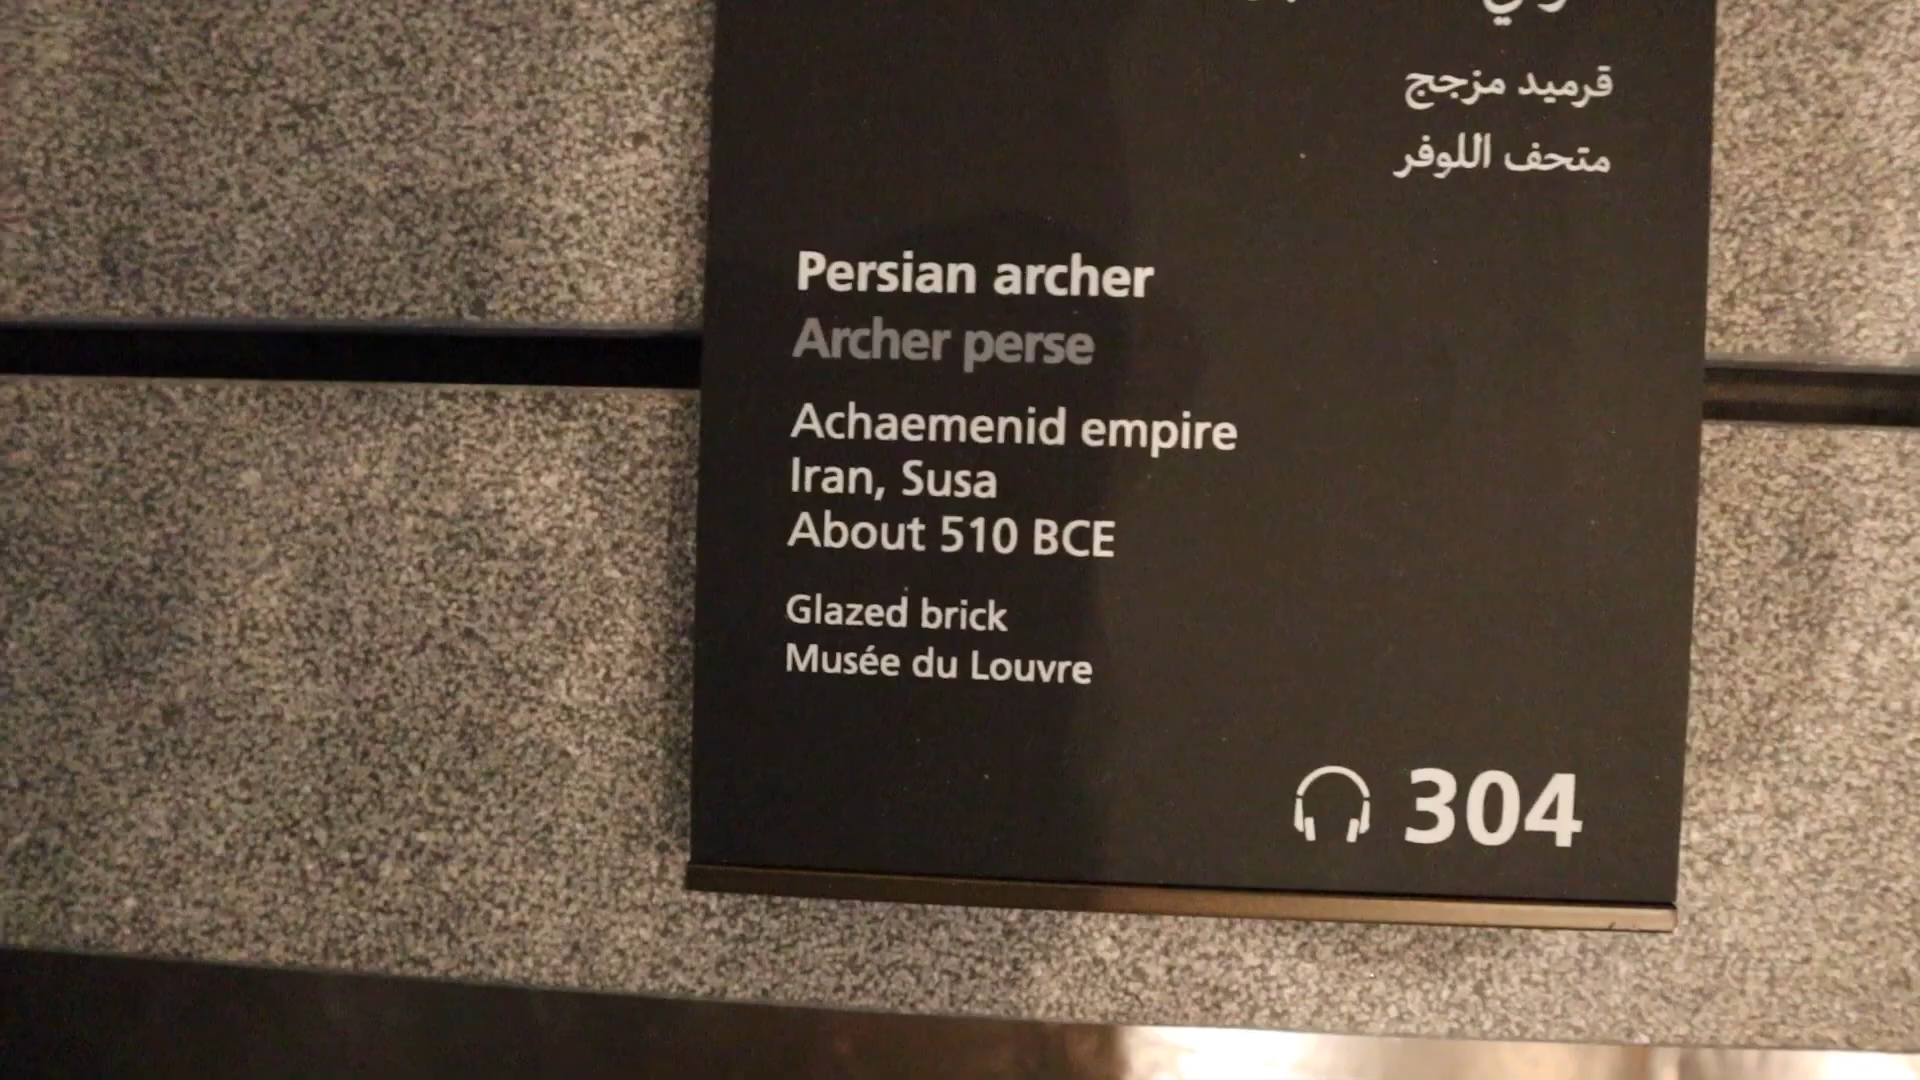 قرميد مزجج
متحف اللوفر
Persian archer
Archer perse
Achaemenid empire
Iran, Susa
About 510 BCE
Glazed brick
Musée du Louvre
304